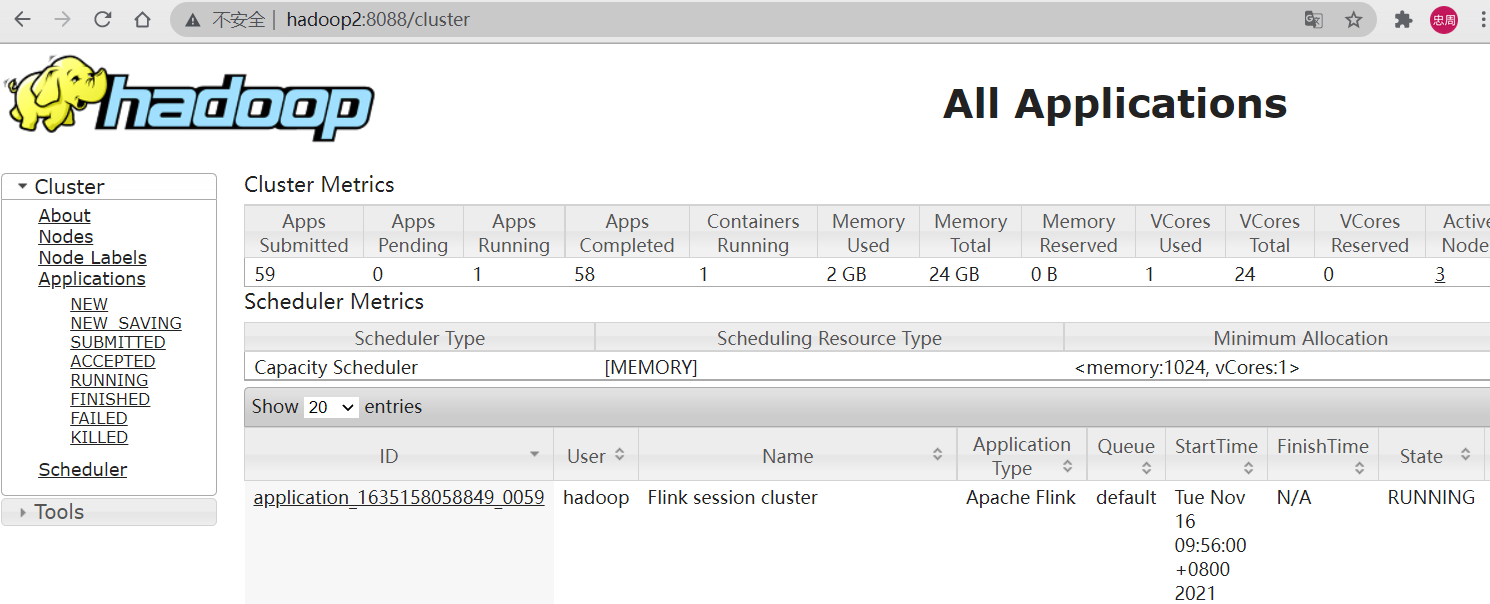 不安全 | hadoop2:8088/cluster
忠周
hadoop
All Applications
Cluster
About
Nodes
Node Labels
Applications
NEW
NEW_SAVING
SUBMITTED
ACCEPTED
RUNNING
FINISHED
FAILED
KILLED
Scheduler
Tools
Cluster Metrics
Apps Submitted Apps Pending Apps Running Apps Completed Containers Running Memory Used Memory Total Memory Reserved VCores Used VCores Total VCores Reserved Active Node
59 0 1 58 1 2 GB 24 GB 0 B 1 24 0 3
Scheduler Metrics
Scheduler Type Scheduling Resource Type Minimum Allocation
Capacity Scheduler [MEMORY] <memory:1024, vCores:1>
Show 20 entries
ID User Name Application Type Queue StartTime FinishTime State
application_1635158058849_0059 hadoop Flink session cluster Apache Flink default Tue Nov N/A RUNNING
16
09:56:00
+0800
2021